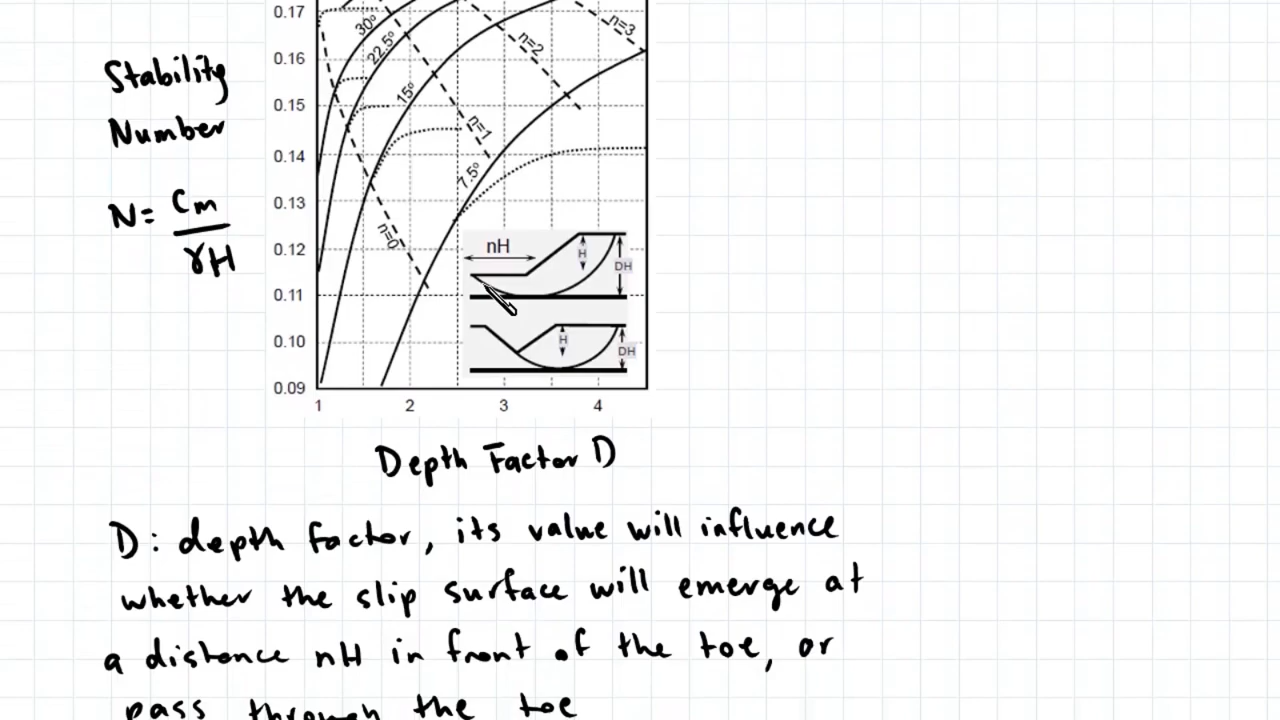 0.17
30°
n=3
0.16
22.5°
n=2
Stability
Number
0.15
15°
n=1
0.14
7.5°
0.13
N = cm
γH
n=0
0.12
nH
H
DH
0.11
0.10
H
DH
0.09
1 2 3 4
Depth Factor D
D: depth factor, its value will influence
whether the slip surface will emerge at
a distance nH in front of the toe, or
pass through the toe